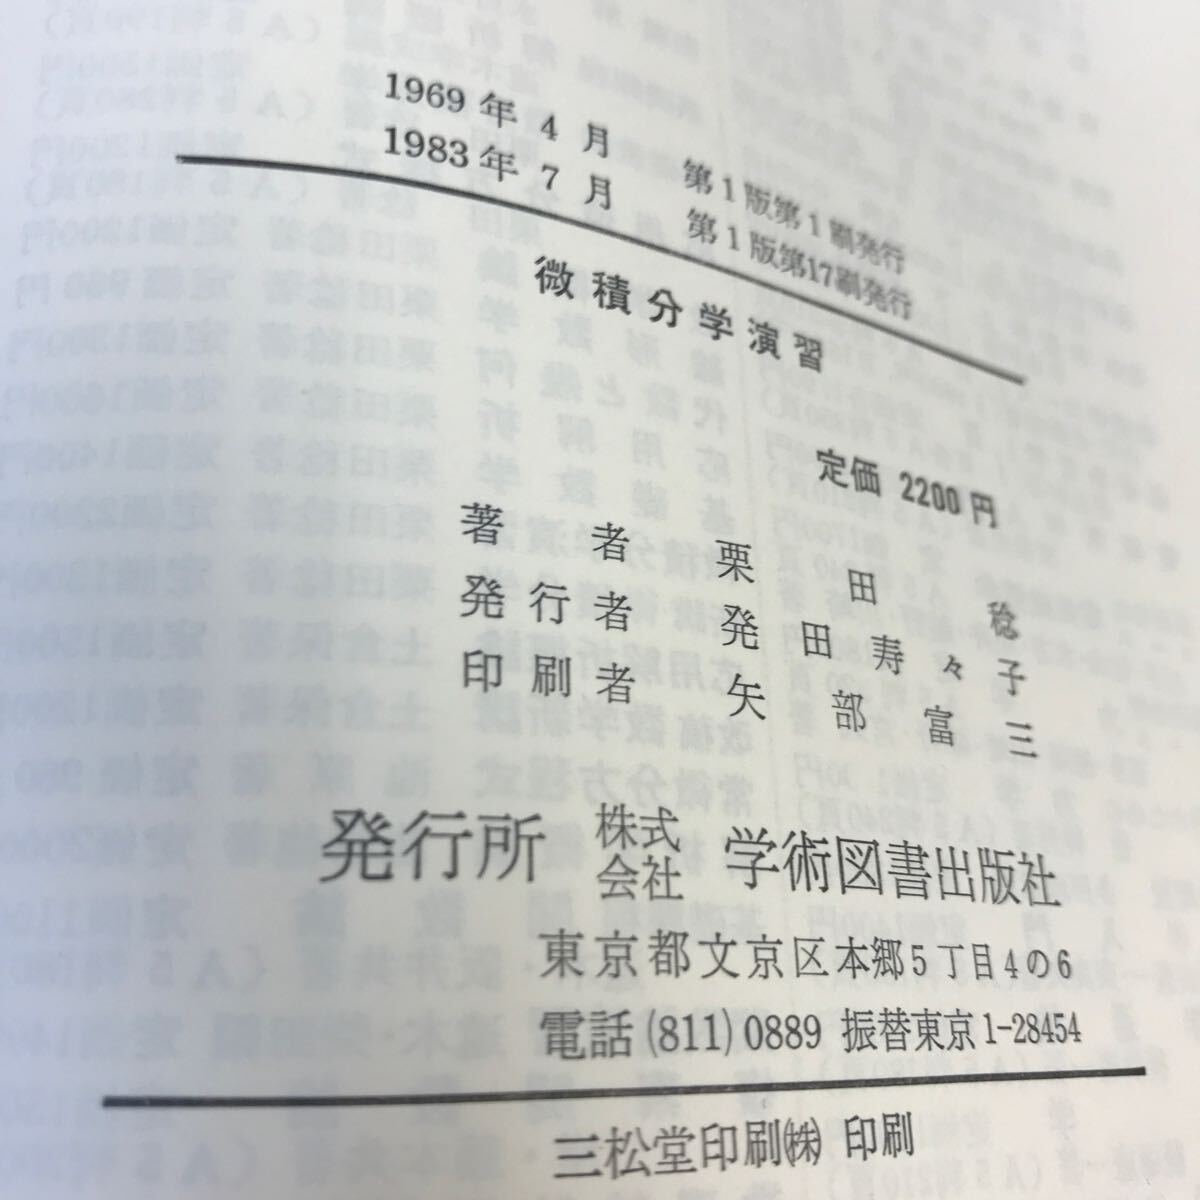 1969年 4 月 第1版第1刷発行
1983年 7 月 第1版第17刷発行
微積分学演習
定価 2200円
著者 栗田稔
発行者 発田寿々子
印刷者 矢部富三
発行所 株式会社 学術図書出版社
東京都文京区本郷5丁目4の6
電話(811)0889 振替東京1-28454
三松堂印刷㈱ 印刷